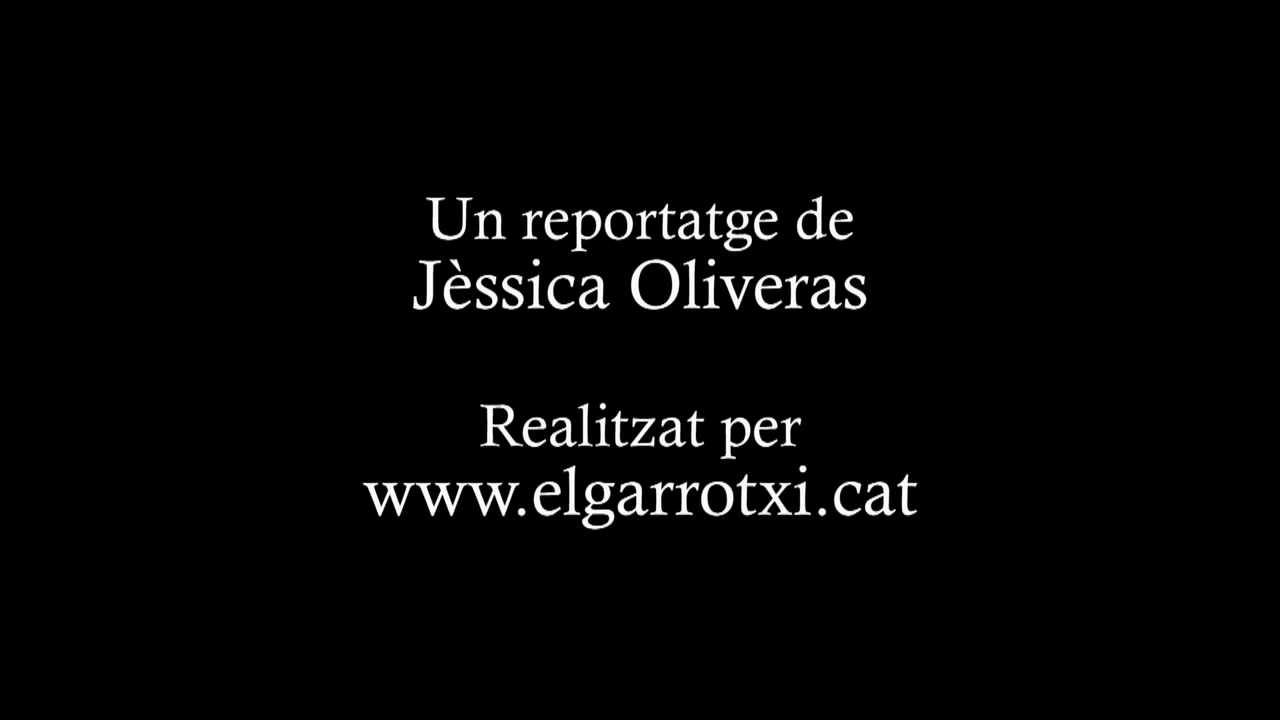 Un reportatge de
Jèssica Oliveras
Realitzat per
www.elgarrotxi.cat